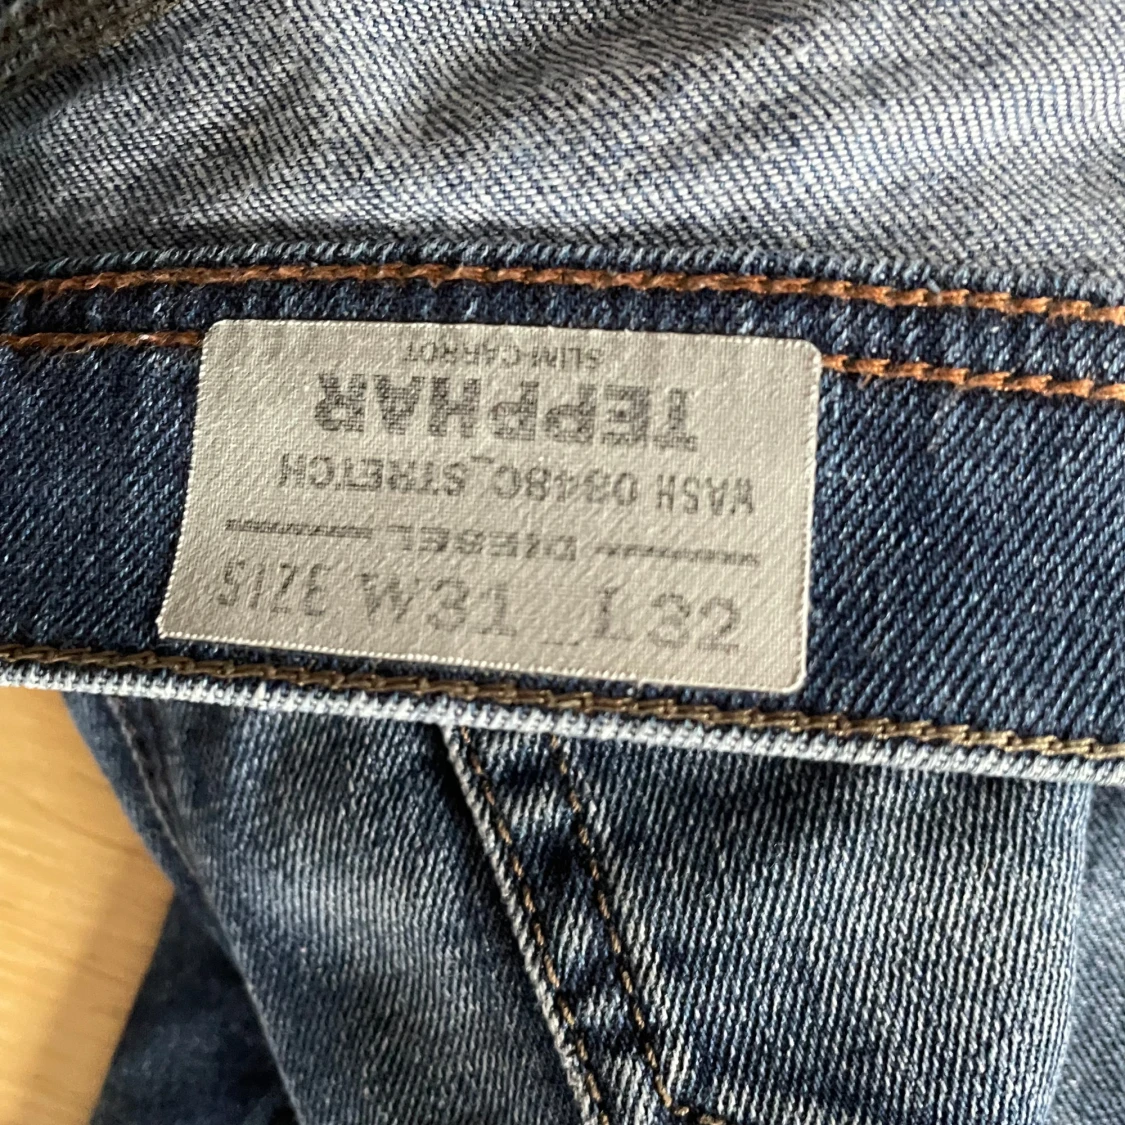 TEPPHAR
SLIM-CARROT
WASH 0848C_STRETCH
DIESEL
SIZE W31 L32